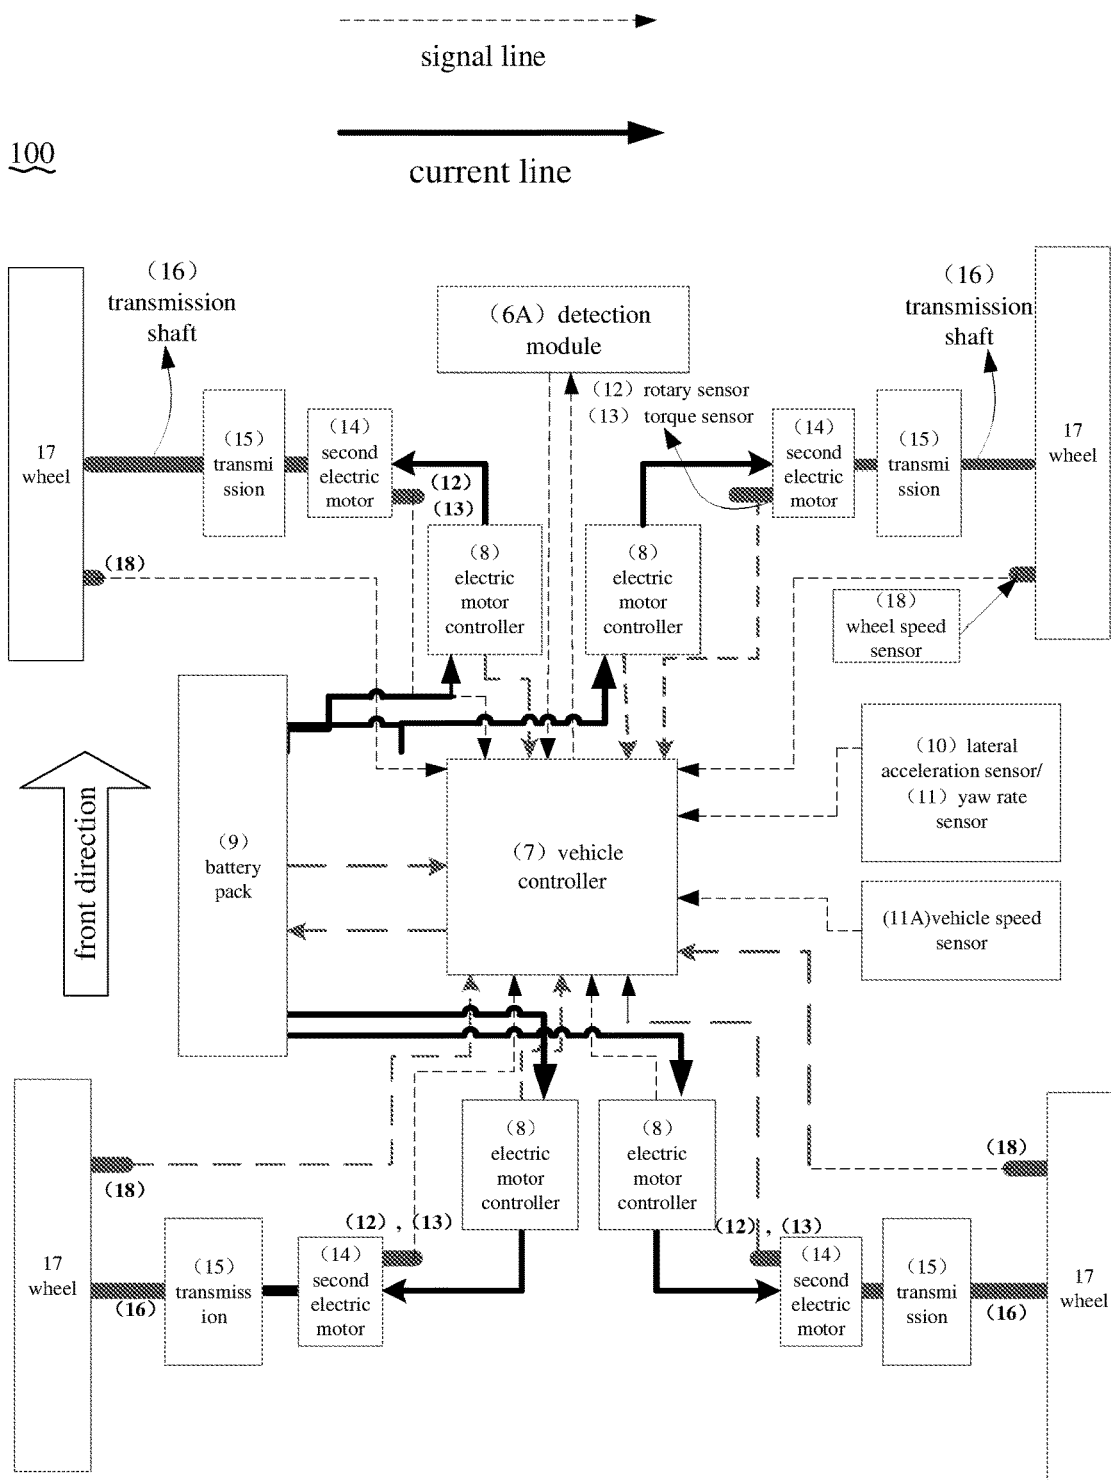 signal line
100
current line
（16）
transmission
shaft
（6A）detection
module
（16）
transmission
shaft
（12）rotary sensor
（13）torque sensor
17
wheel
（15）
transmi
ssion
（14）
second
electric
motor
(12)
(13)
（14）
second
electric
motor
（15）
transmi
ssion
17
wheel
(18)
（8）
electric
motor
controller
（8）
electric
motor
controller
（18）
wheel speed
sensor
front direction
（9）
battery
pack
（7）vehicle
controller
（10）lateral
acceleration sensor/
（11）yaw rate
sensor
(11A)vehicle speed
sensor
17
wheel
(18)
(16)
（15）
transmiss
ion
(12)，(13)
（14）
second
electric
motor
（8）
electric
motor
controller
（8）
electric
motor
controller
(12)，(13)
（14）
second
electric
motor
（15）
transmi
ssion
(18)
(16)
17
wheel